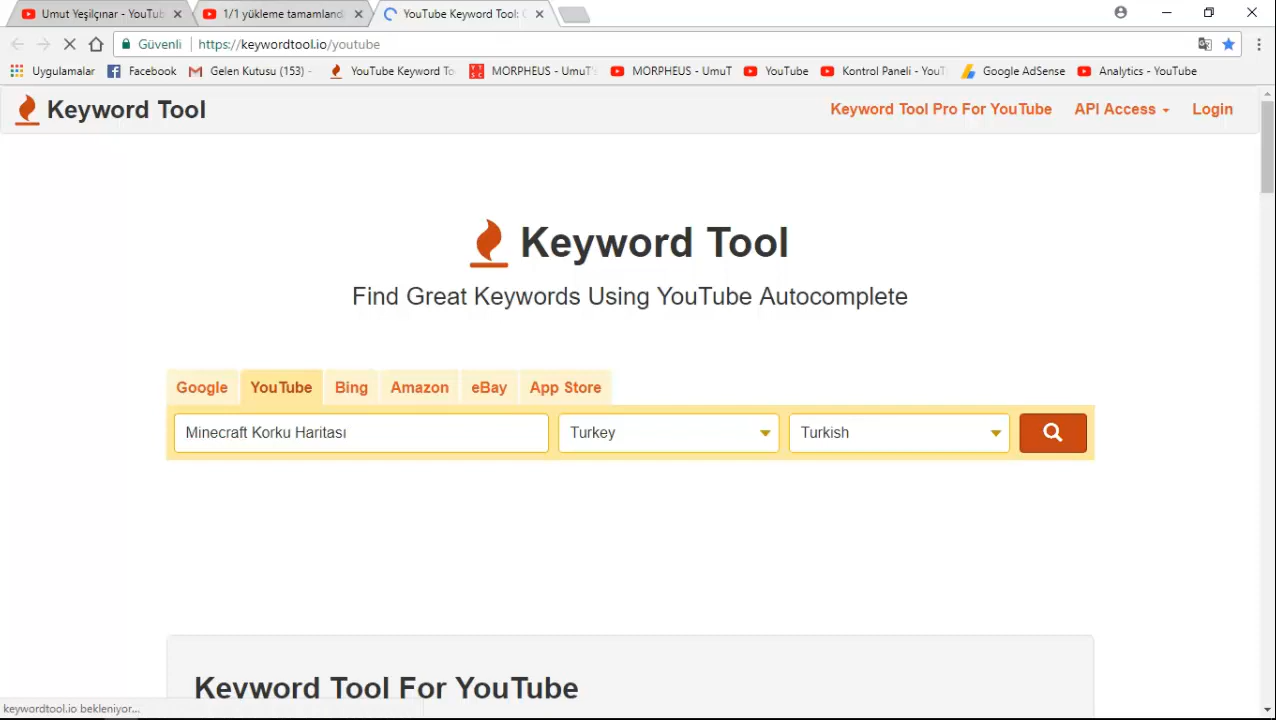 Umut Yeşilçınar - YouTub
1/1 yükleme tamamland
YouTube Keyword Tool:
Güvenli
https://keywordtool.io/youtube
Uygulamalar
Facebook
Gelen Kutusu (153) -
YouTube Keyword To
MORPHEUS - UmuT's
MORPHEUS - UmuT
YouTube
Kontrol Paneli - YouT
Google AdSense
Analytics - YouTube
Keyword Tool
Keyword Tool Pro For YouTube
API Access
Login
Keyword Tool
Find Great Keywords Using YouTube Autocomplete
Google
YouTube
Bing
Amazon
eBay
App Store
Minecraft Korku Haritası
Turkey
Turkish
Keyword Tool For YouTube
keywordtool.io bekleniyor...